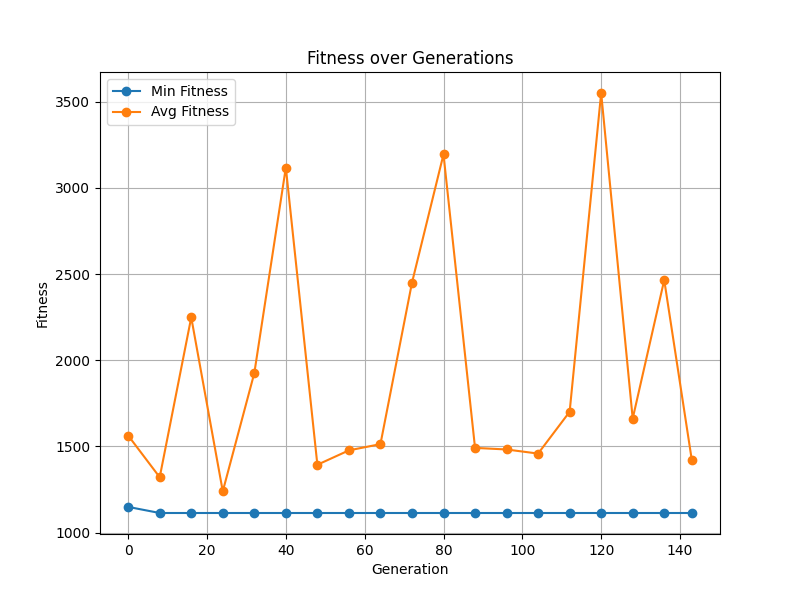 Fitness over Generations
Min Fitness
Avg Fitness
3500
3000
2500
2000
1500
1000
Fitness
0 20 40 60 80 100 120 140
Generation